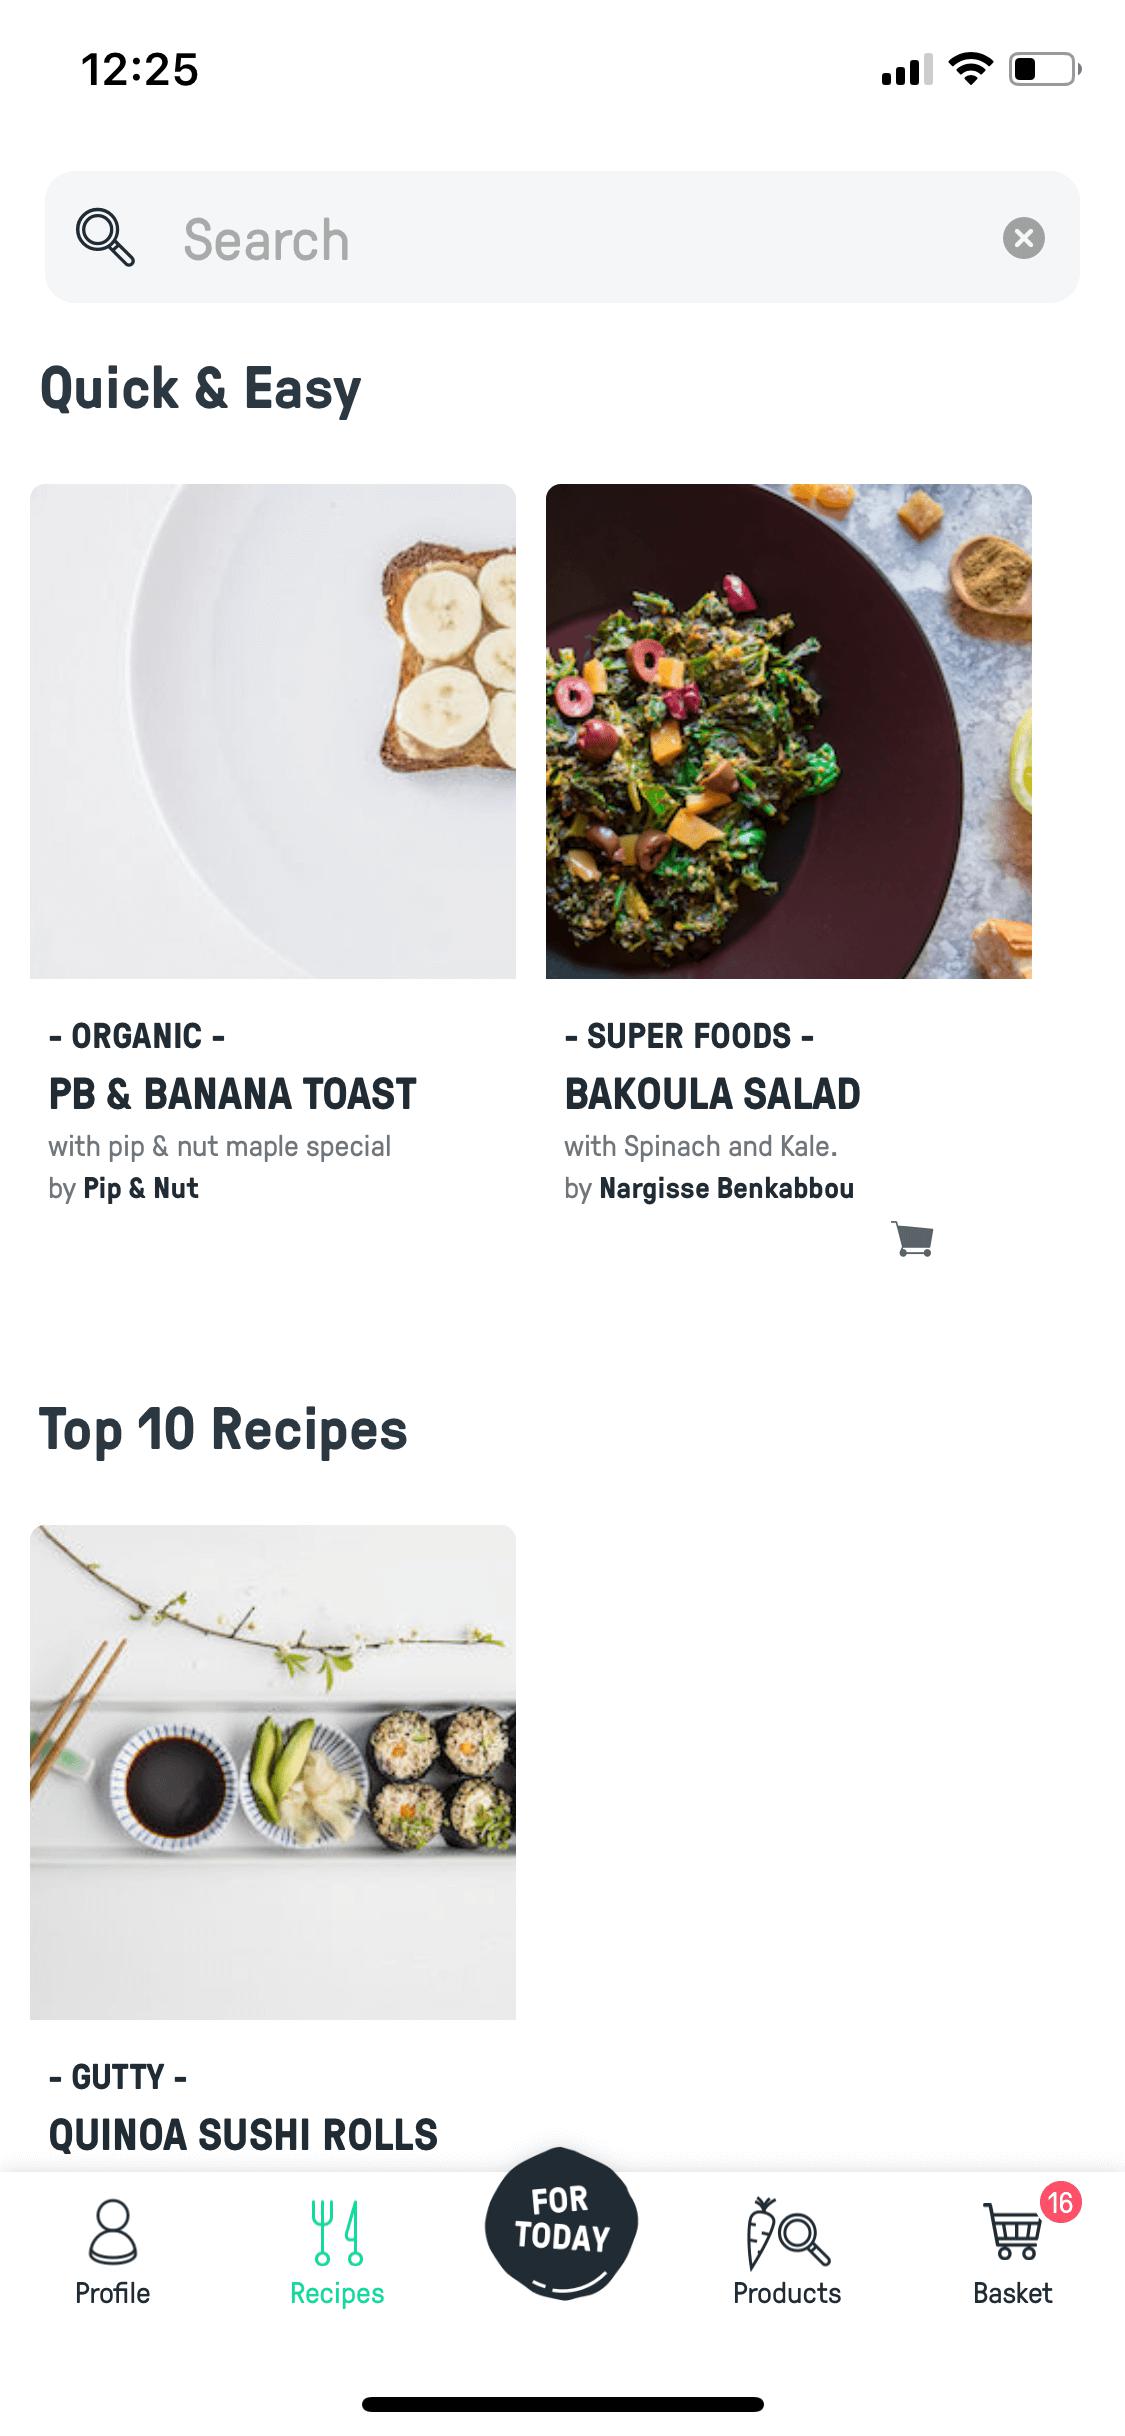 12:25
Search
Quick & Easy
- ORGANIC -
PB & BANANA TOAST
with pip & nut maple special
by Pip & Nut
- SUPER FOODS -
BAKOULA SALAD
with Spinach and Kale.
by Nargisse Benkabbou
Top 10 Recipes
- GUTTY -
QUINOA SUSHI ROLLS
Profile
Recipes
FOR
TODAY
Products
16
Basket